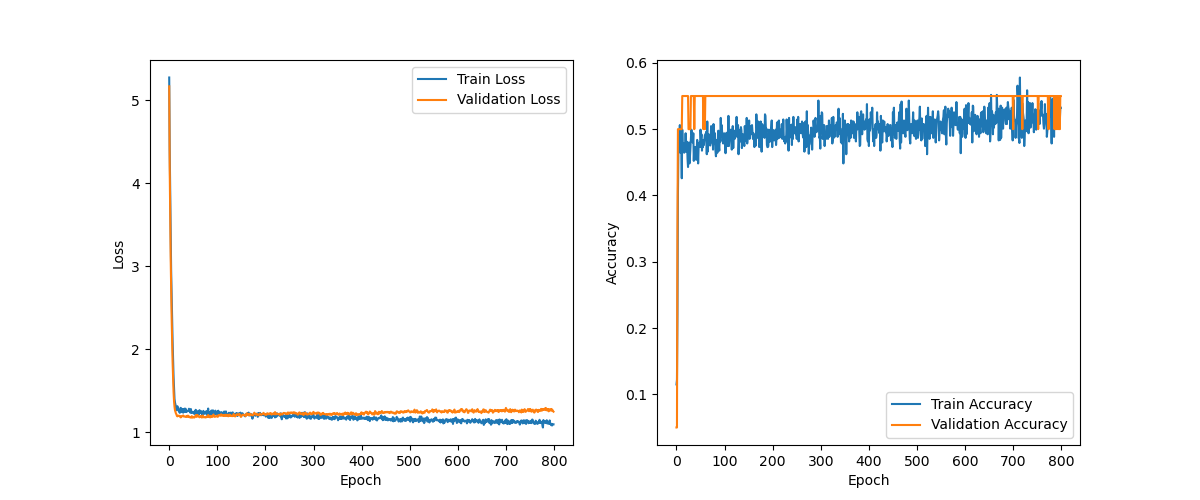 Train Loss
Validation Loss
5
4
3
2
1
Loss
0 100 200 300 400 500 600 700 800
Epoch
0.6
0.5
0.4
0.3
0.2
0.1
Accuracy
Train Accuracy
Validation Accuracy
0 100 200 300 400 500 600 700 800
Epoch